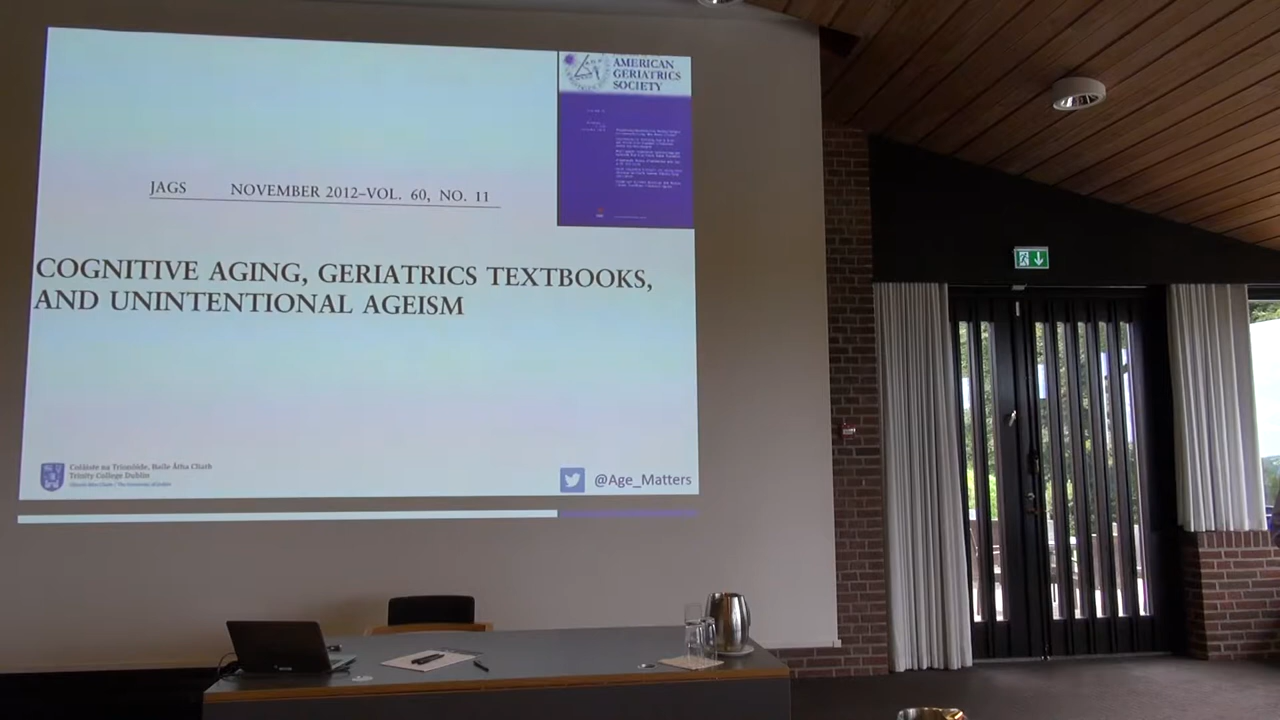 AMERICAN
GERIATRICS
SOCIETY
JAGS NOVEMBER 2012–VOL. 60, NO. 11
COGNITIVE AGING, GERIATRICS TEXTBOOKS,
AND UNINTENTIONAL AGEISM
Coláiste na Tríonóide, Baile Átha Cliath
Trinity College Dublin
@Age_Matters